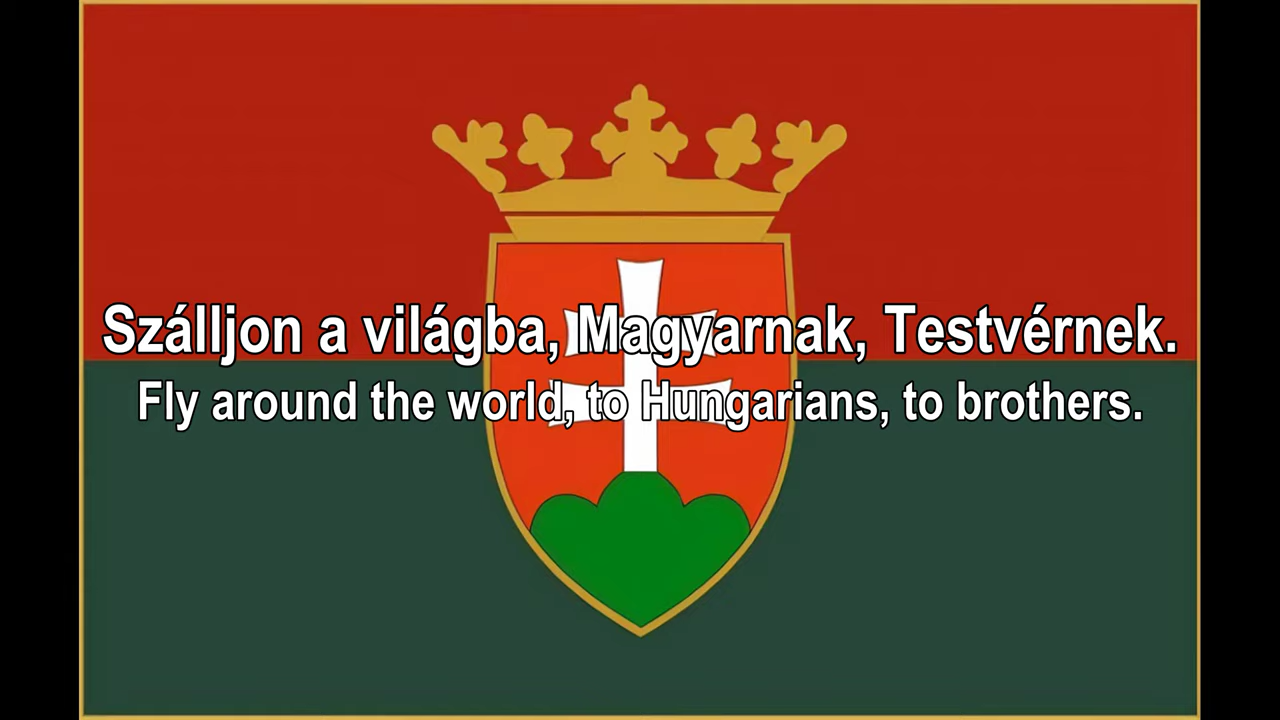 Szálljon a világba, Magyarnak, Testvérnek.
Fly around the world, to Hungarians, to brothers.